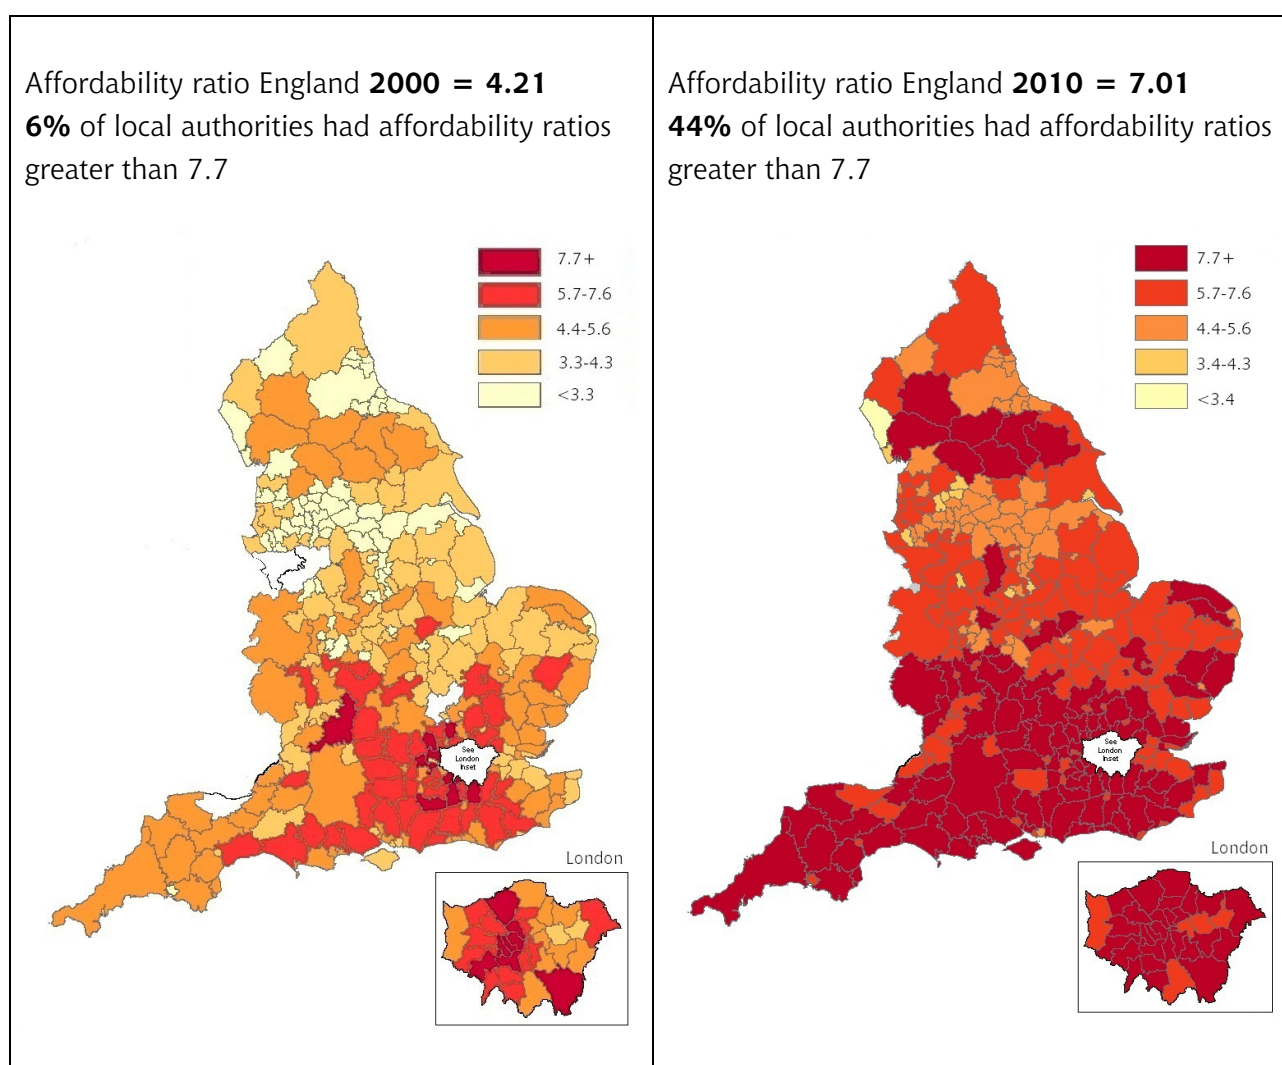 Affordability ratio England 2000 = 4.21
6% of local authorities had affordability ratios
greater than 7.7
7.7+
5.7-7.6
4.4-5.6
3.3-4.3
<3.3
See
London
Inset
London
Affordability ratio England 2010 = 7.01
44% of local authorities had affordability ratios
greater than 7.7
7.7+
5.7-7.6
4.4-5.6
3.4-4.3
<3.4
See
London
Inset
London